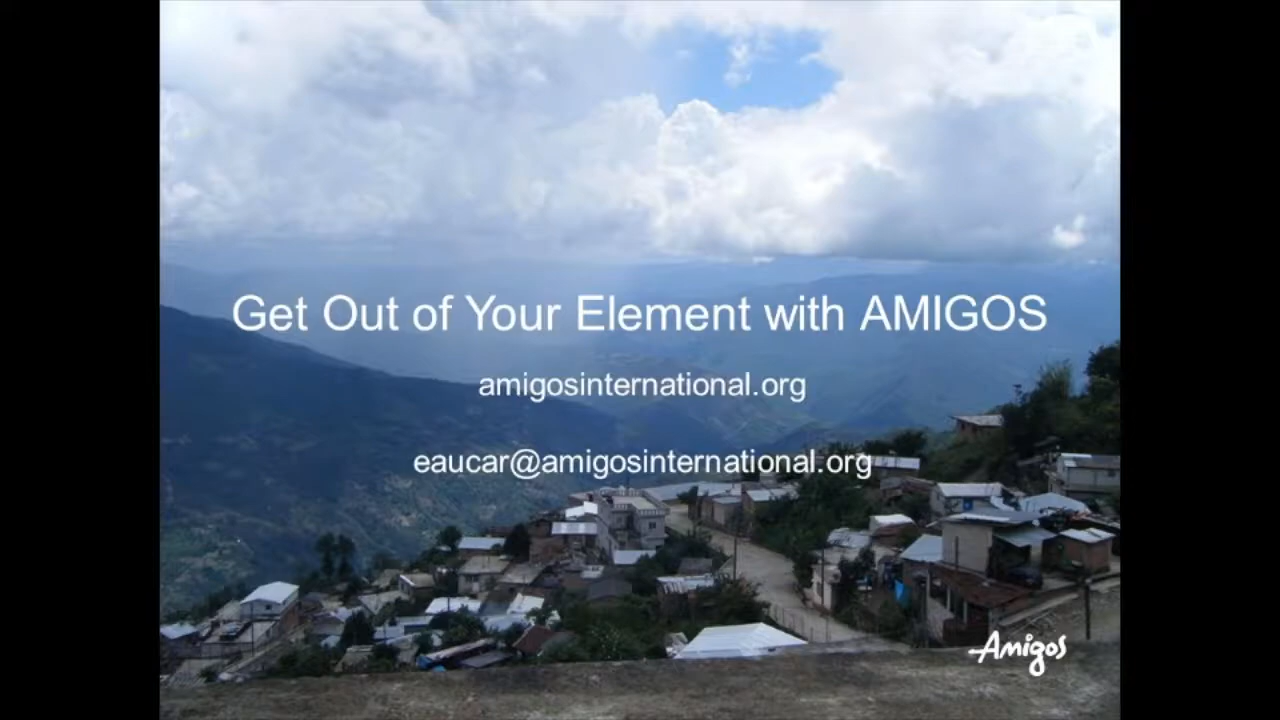 Get Out of Your Element with AMIGOS
amigosinternational.org
eaucar@amigosinternational.org
Amigos